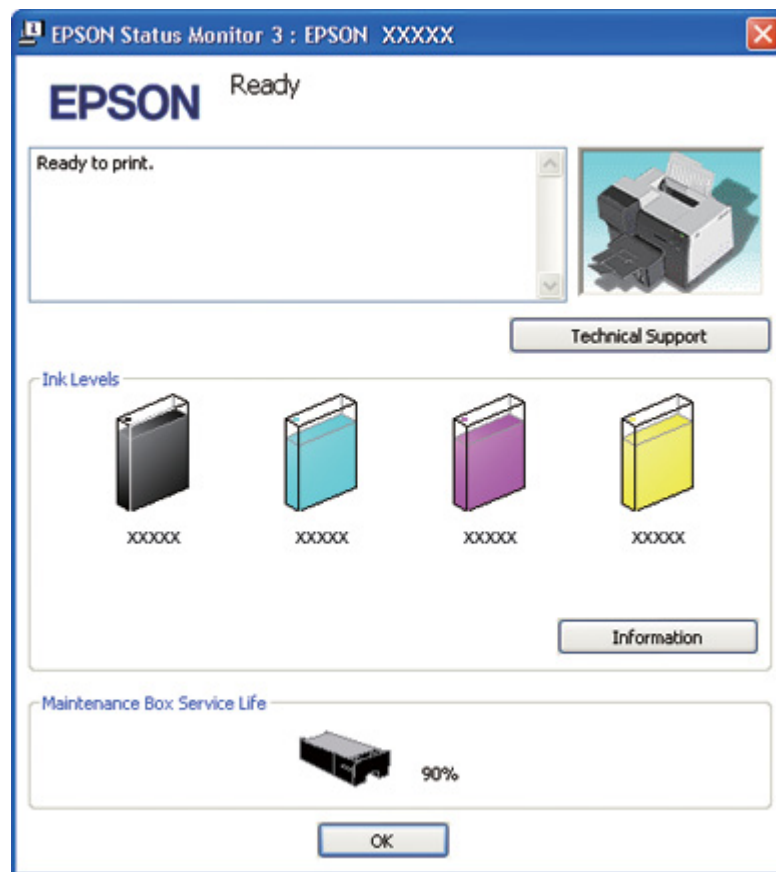 EPSON Status Monitor 3 : EPSON XXXXX
EPSON
Ready
Ready to print.
Technical Support
Ink Levels
XXXXX XXXXX XXXXX XXXXX
Information
Maintenance Box Service Life
90%
OK